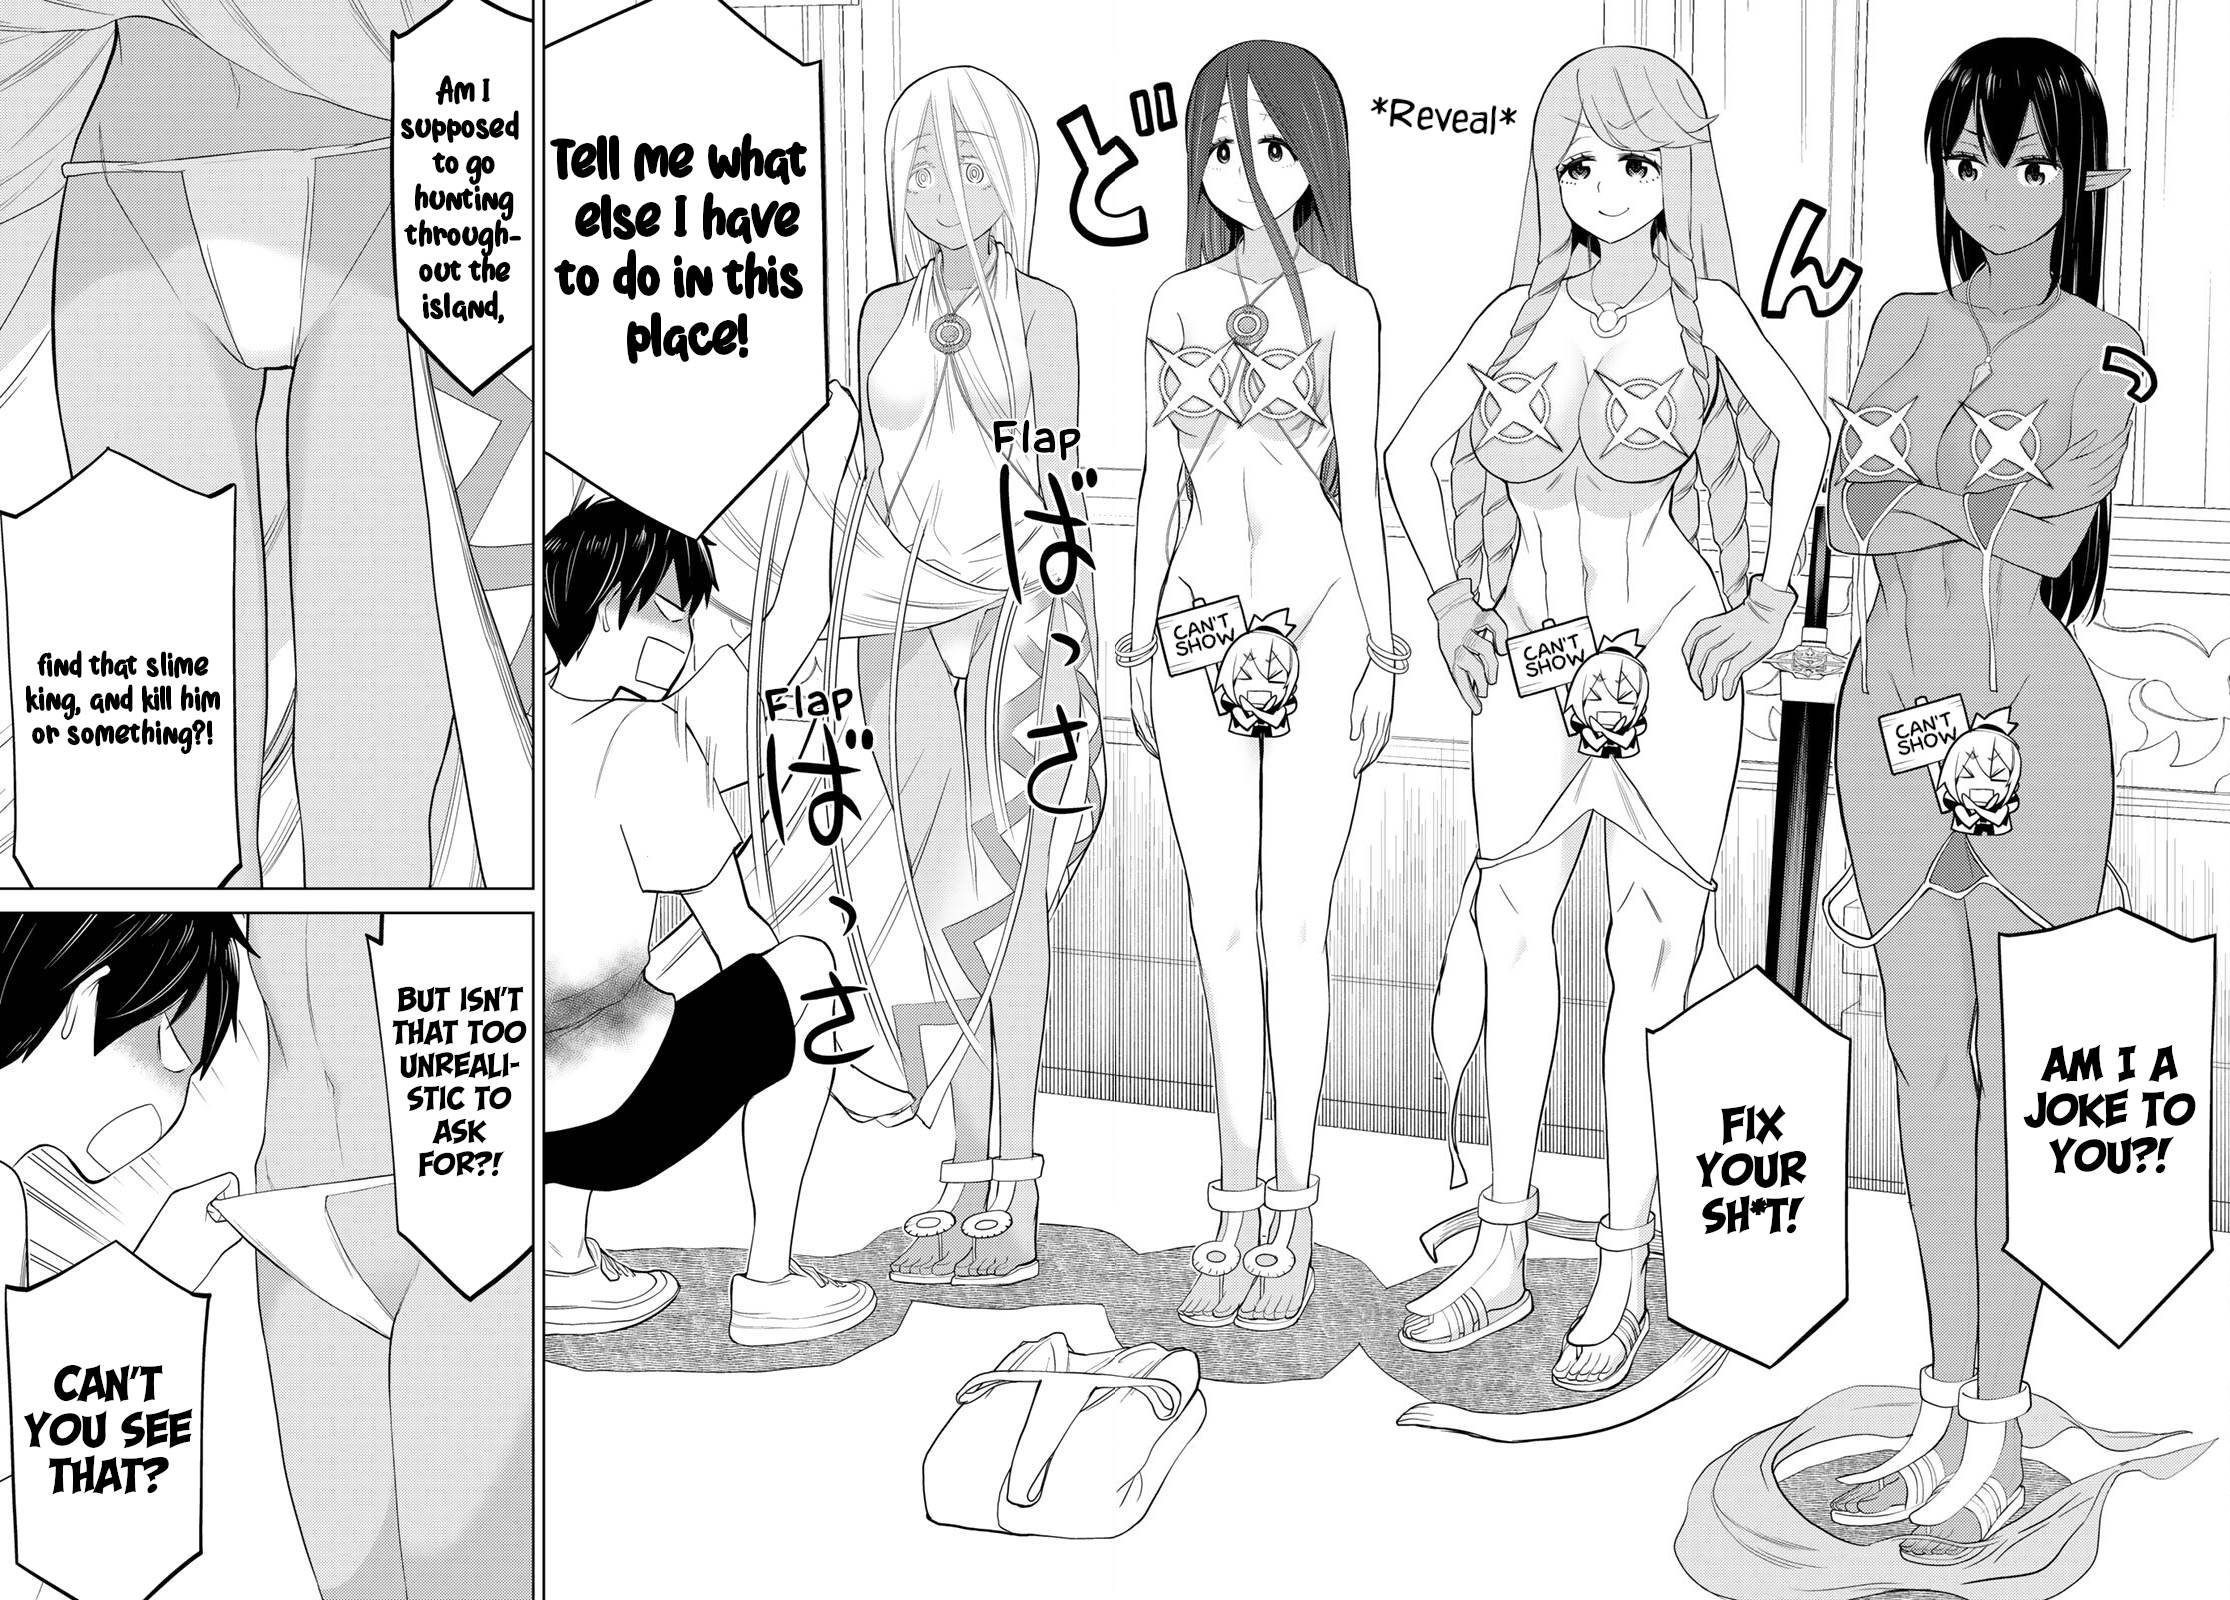 *Reveal*
どん
AM I A
JOKE TO
YOU?!
FIX
YOUR
SH*T!
CAN'T
SHOW
CAN'T
SHOW
CAN'T
SHOW
Tell me what
else I have
to do in this
place!
Flap
ばっさ
Flap
ばっさ
Am I
supposed
to go
hunting
through-
out the
island,
find that slime
king, and kill him
or something?!
BUT ISN'T
THAT TOO
UNREALI-
STIC TO
ASK
FOR?!
CAN'T
YOU SEE
THAT?